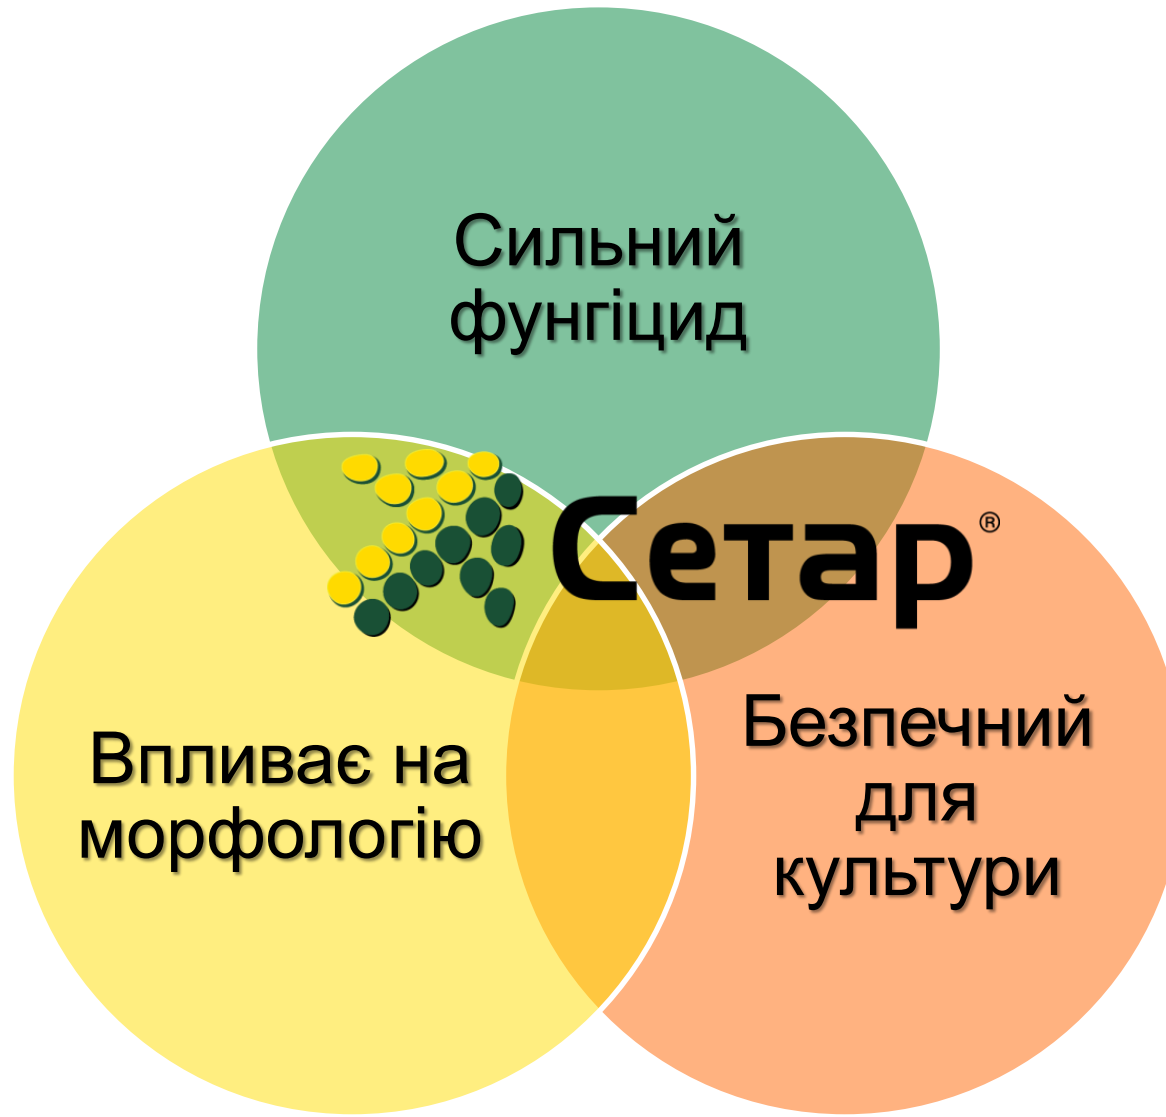 Сильний
фунгіцид
Сетар®
Впливає на
морфологію
Безпечний
для
культури